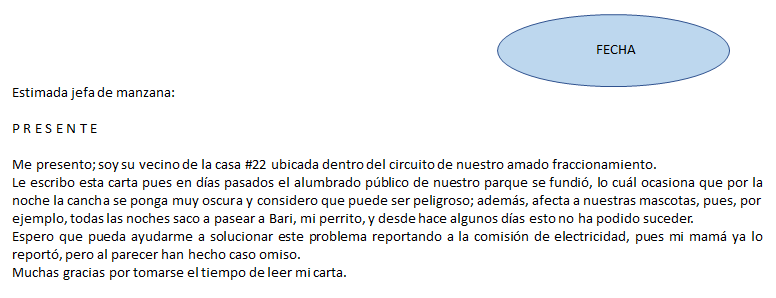 FECHA
Estimada jefa de manzana:
P R E S E N T E
Me presento; soy su vecino de la casa #22 ubicada dentro del circuito de nuestro amado fraccionamiento.
Le escribo esta carta pues en días pasados el alumbrado público de nuestro parque se fundió, lo cuál ocasiona que por la
noche la cancha se ponga muy oscura y considero que puede ser peligroso; además, afecta a nuestras mascotas, pues, por
ejemplo, todas las noches saco a pasear a Bari, mi perrito, y desde hace algunos días esto no ha podido suceder.
Espero que pueda ayudarme a solucionar este problema reportando a la comisión de electricidad, pues mi mamá ya lo
reportó, pero al parecer han hecho caso omiso.
Muchas gracias por tomarse el tiempo de leer mi carta.